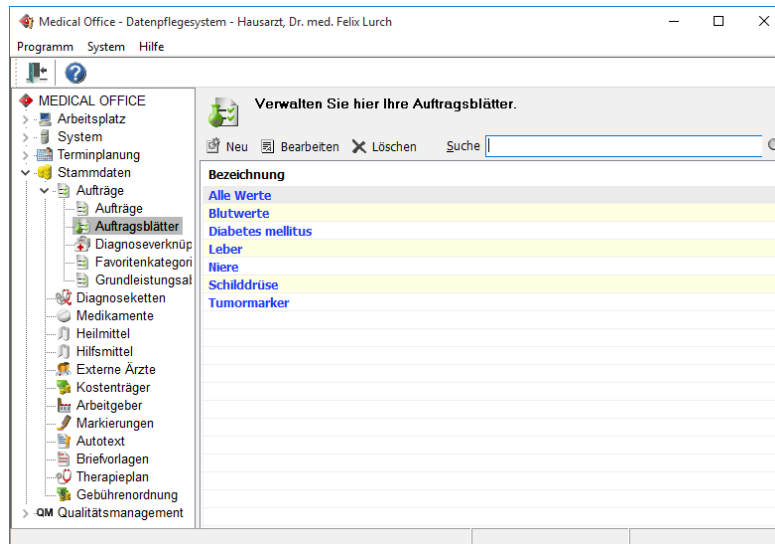 Medical Office - Datenpflegesystem - Hausarzt, Dr. med. Felix Lurch
Programm System Hilfe
MEDICAL OFFICE
Arbeitsplatz
System
Terminplanung
Stammdaten
Aufträge
Aufträge
Auftragsblätter
Diagnoseverknüp
Favoritenkategori
Grundleistungsal
Diagnoseketten
Medikamente
Heilmittel
Hilfsmittel
Externe Ärzte
Kostenträger
Arbeitgeber
Markierungen
Autotext
Briefvorlagen
Therapieplan
Gebührenordnung
QM Qualitätsmanagement
Verwalten Sie hier Ihre Auftragsblätter.
Neu Bearbeiten Löschen Suche
Bezeichnung
Alle Werte
Blutwerte
Diabetes mellitus
Leber
Niere
Schilddrüse
Tumormarker